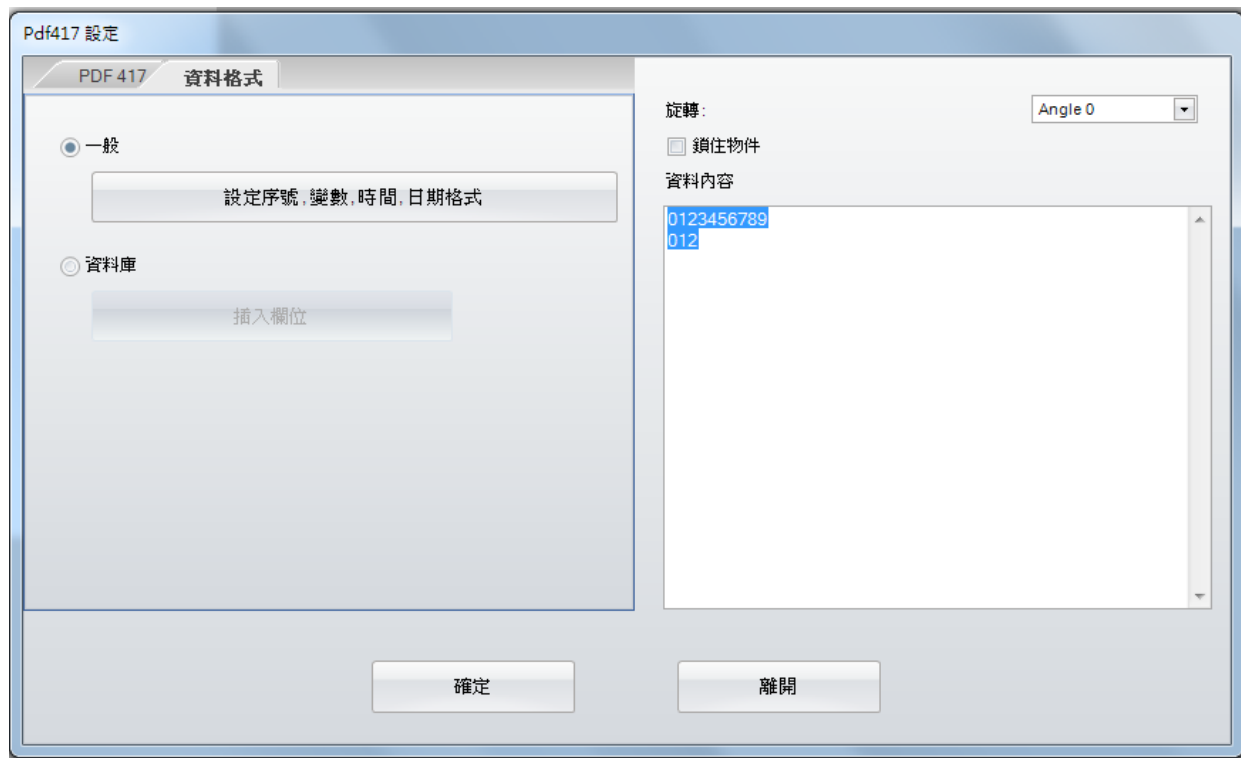 Pdf417 設定
PDF 417
資料格式
一般
設定序號,變數,時間,日期格式
資料庫
插入欄位
旋轉:
Angle 0
鎖住物件
資料內容
0123456789
012
確定
離開